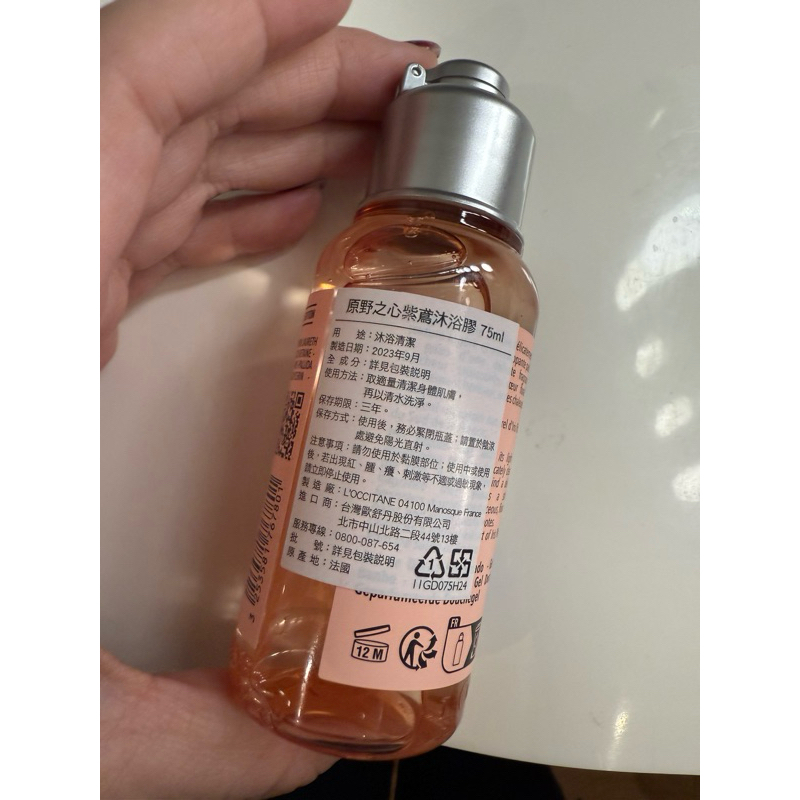 原野之心紫鳶沐浴膠 75ml
用 途：沐浴清潔
製造日期：2023年9月
全 成 分：詳見包裝說明
使用方法：取適量清潔身體肌膚，
再以清水洗淨。
保存期限：三年。
保存方式：使用後，務必緊閉瓶蓋；請置於陰涼
處避免陽光直射。
注意事項：請勿使用於黏膜部位；使用中或使用
後，若出現紅、腫、癢、刺激等不適或過敏現象，
請立即停止使用。
製 造 廠：L'OCCITANE 04100 Manosque France
進 口 商：台灣歐舒丹股份有限公司
北市中山北路二段44號13樓
服務專線：0800-087-654
批 號：詳見包裝說明
原 產 地：法國
1
11GD075H24
Gel Do
12 M
FR